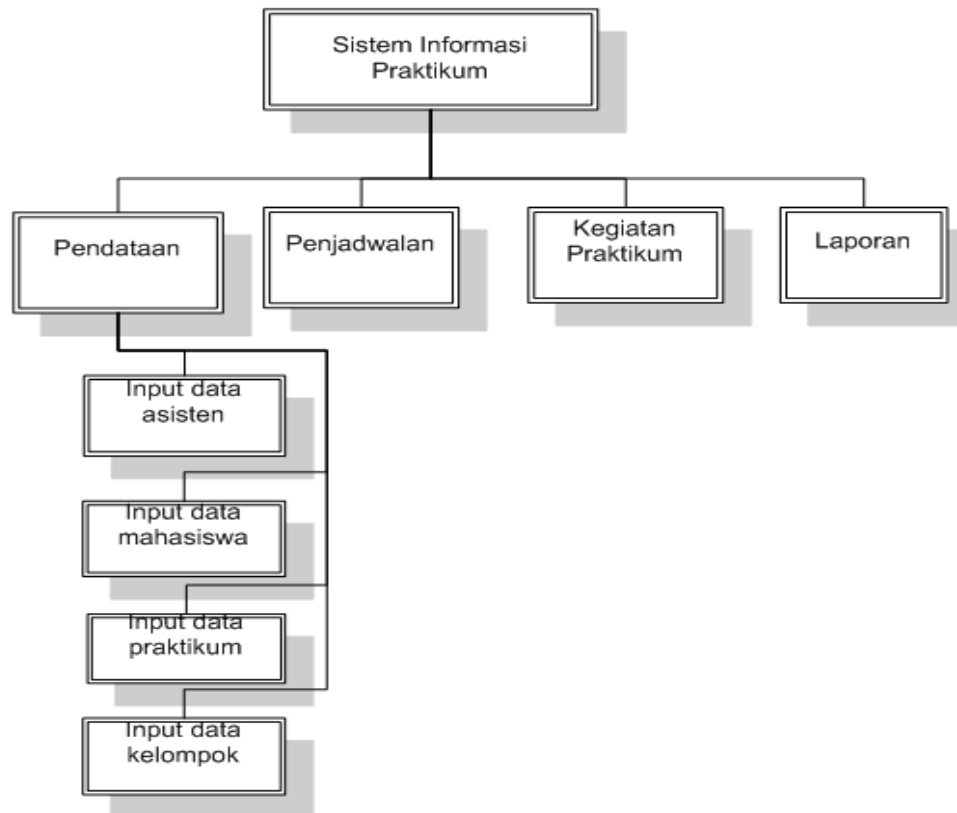 Sistem Informasi
Praktikum
Pendataan
Penjadwalan
Kegiatan
Praktikum
Laporan
Input data
asisten
Input data
mahasiswa
Input data
praktikum
Input data
kelompok